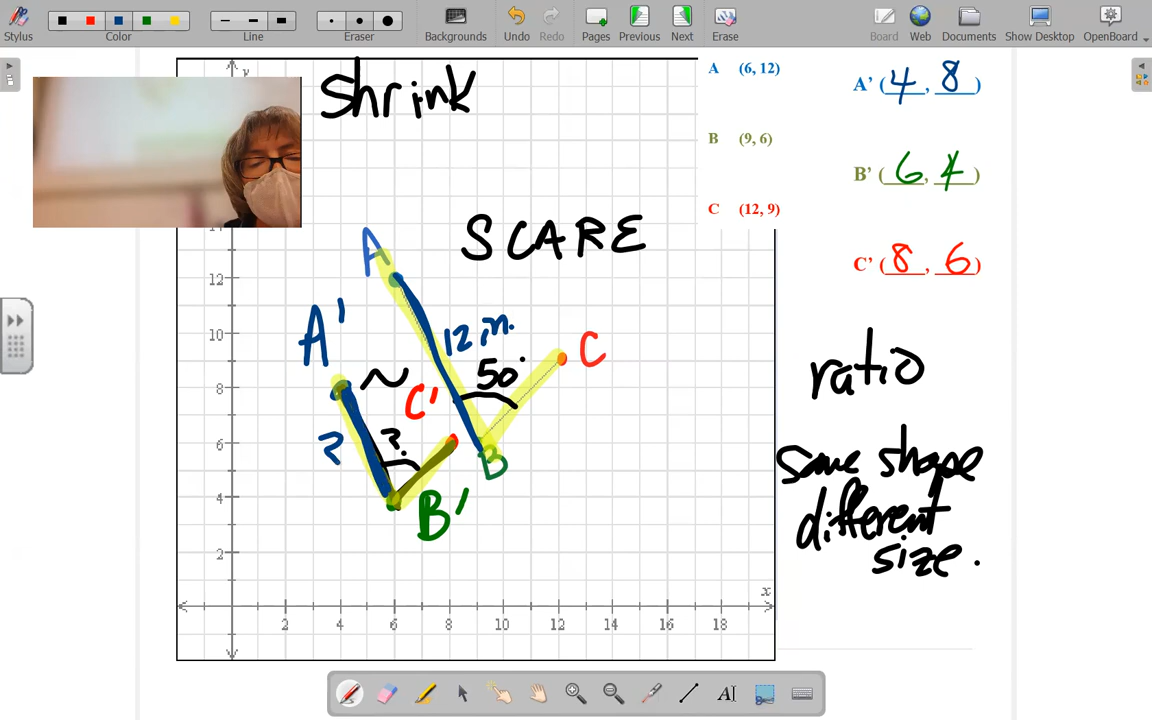 Stylus
Color
Line
Eraser
Backgrounds
Undo
Redo
Pages
Previous
Next
Erase
Board
Web
Documents
Show Desktop
OpenBoard
y
shrink
A (6, 12)
A' (4, 8)
B (9, 6)
B' (6, 4)
C (12, 9)
C' (8, 6)
SCARE
14
12
10
8
6
4
2
A
A'
12 in.
50°
C
~
C'
?
?
B
B'
ratio
same shape
different
size.
x
2 4 6 8 10 12 14 16 18